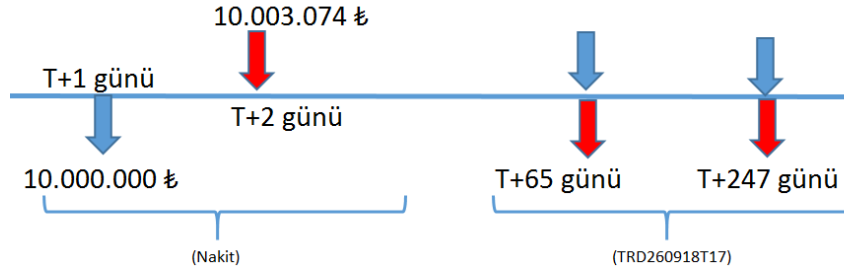 10.003.074 ₺
T+1 günü
T+2 günü
10.000.000 ₺
T+65 günü
T+247 günü
(Nakit)
(TRD260918T17)